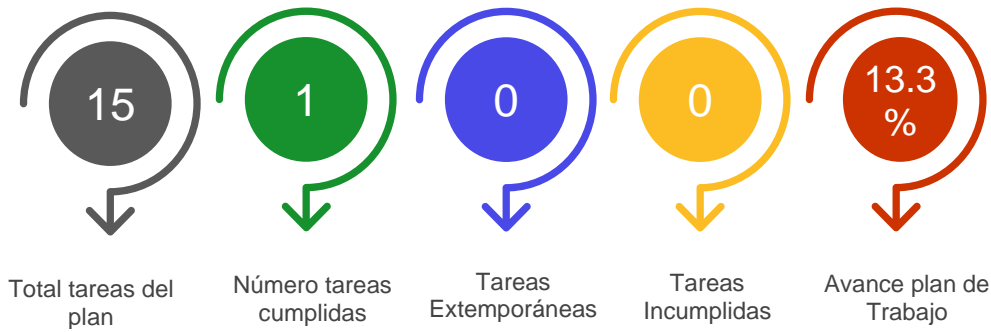 15
1
0
0
13.3
%
Total tareas del
plan
Número tareas
cumplidas
Tareas
Extemporáneas
Tareas
Incumplidas
Avance plan de
Trabajo